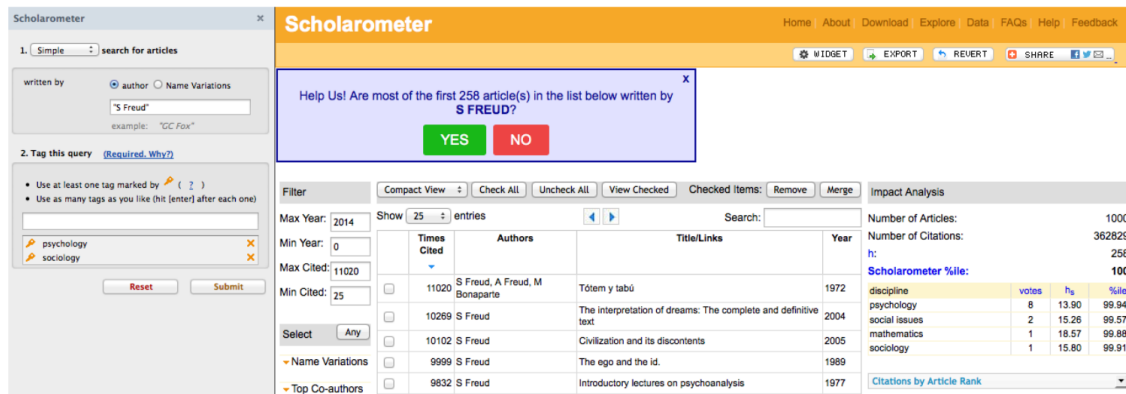 Scholarometer
×
1. Simple search for articles
written by
author Name Variations
"S Freud"
example: "GC Fox"
2. Tag this query (Required. Why?)
• Use at least one tag marked by ( ? )
• Use as many tags as you like (hit [enter] after each one)
psychology
sociology
Reset Submit
Scholarometer
Home About Download Explore Data FAQs Help Feedback
WIDGET EXPORT REVERT SHARE
X
Help Us! Are most of the first 258 article(s) in the list below written by
S FREUD?
YES NO
Filter
Max Year: 2014
Min Year: 0
Max Cited: 11020
Min Cited: 25
Select Any
Name Variations
Top Co-authors
Compact View Check All Uncheck All View Checked Checked Items: Remove Merge
Show 25 entries Search:
Times Cited Authors Title/Links Year
11020 S Freud, A Freud, M Bonaparte Tótem y tabú 1972
10269 S Freud The interpretation of dreams: The complete and definitive text 2004
10102 S Freud Civilization and its discontents 2005
9999 S Freud The ego and the id. 1989
9832 S Freud Introductory lectures on psychoanalysis 1977
Impact Analysis
Number of Articles: 1000
Number of Citations: 362829
h: 258
Scholarometer %ile: 100
discipline votes hs %ile
psychology 8 13.90 99.94
social issues 2 15.26 99.57
mathematics 1 18.57 99.88
sociology 1 15.80 99.91
Citations by Article Rank